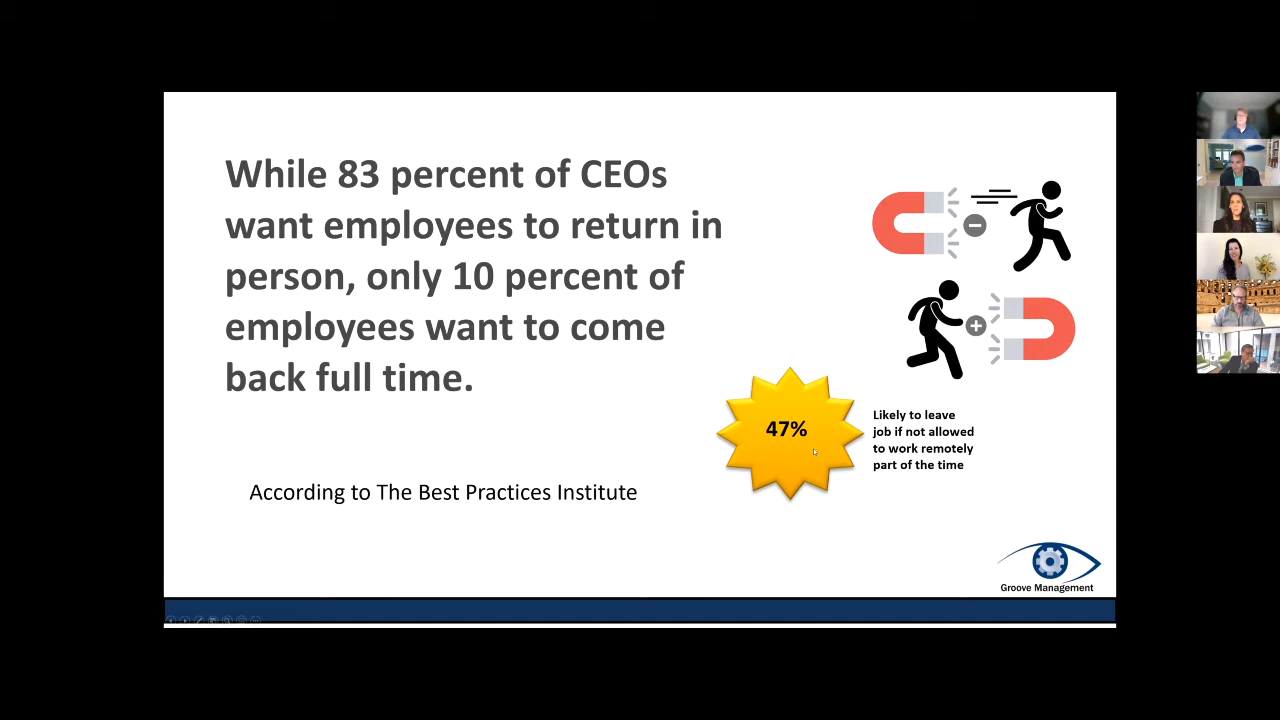 While 83 percent of CEOs
want employees to return in
person, only 10 percent of
employees want to come
back full time.
47%
Likely to leave
job if not allowed
to work remotely
part of the time
According to The Best Practices Institute
Groove Management